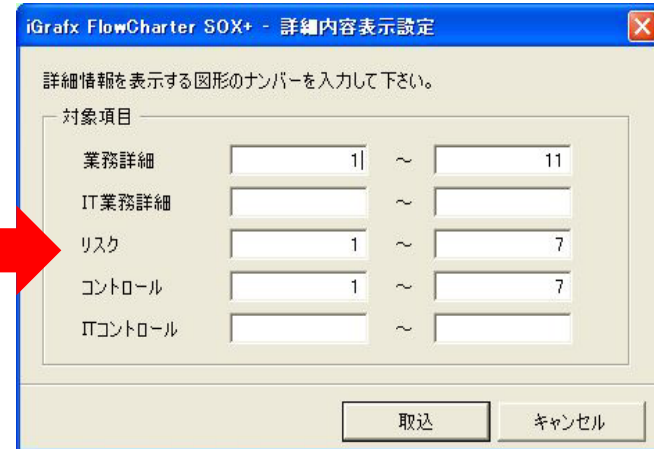 iGrafx FlowCharter SOX+ - 詳細内容表示設定
詳細情報を表示する図形のナンバーを入力して下さい。
対象項目
業務詳細 1 ～ 11
IT業務詳細 ～
リスク 1 ～ 7
コントロール 1 ～ 7
ITコントロール ～
取込 キャンセル